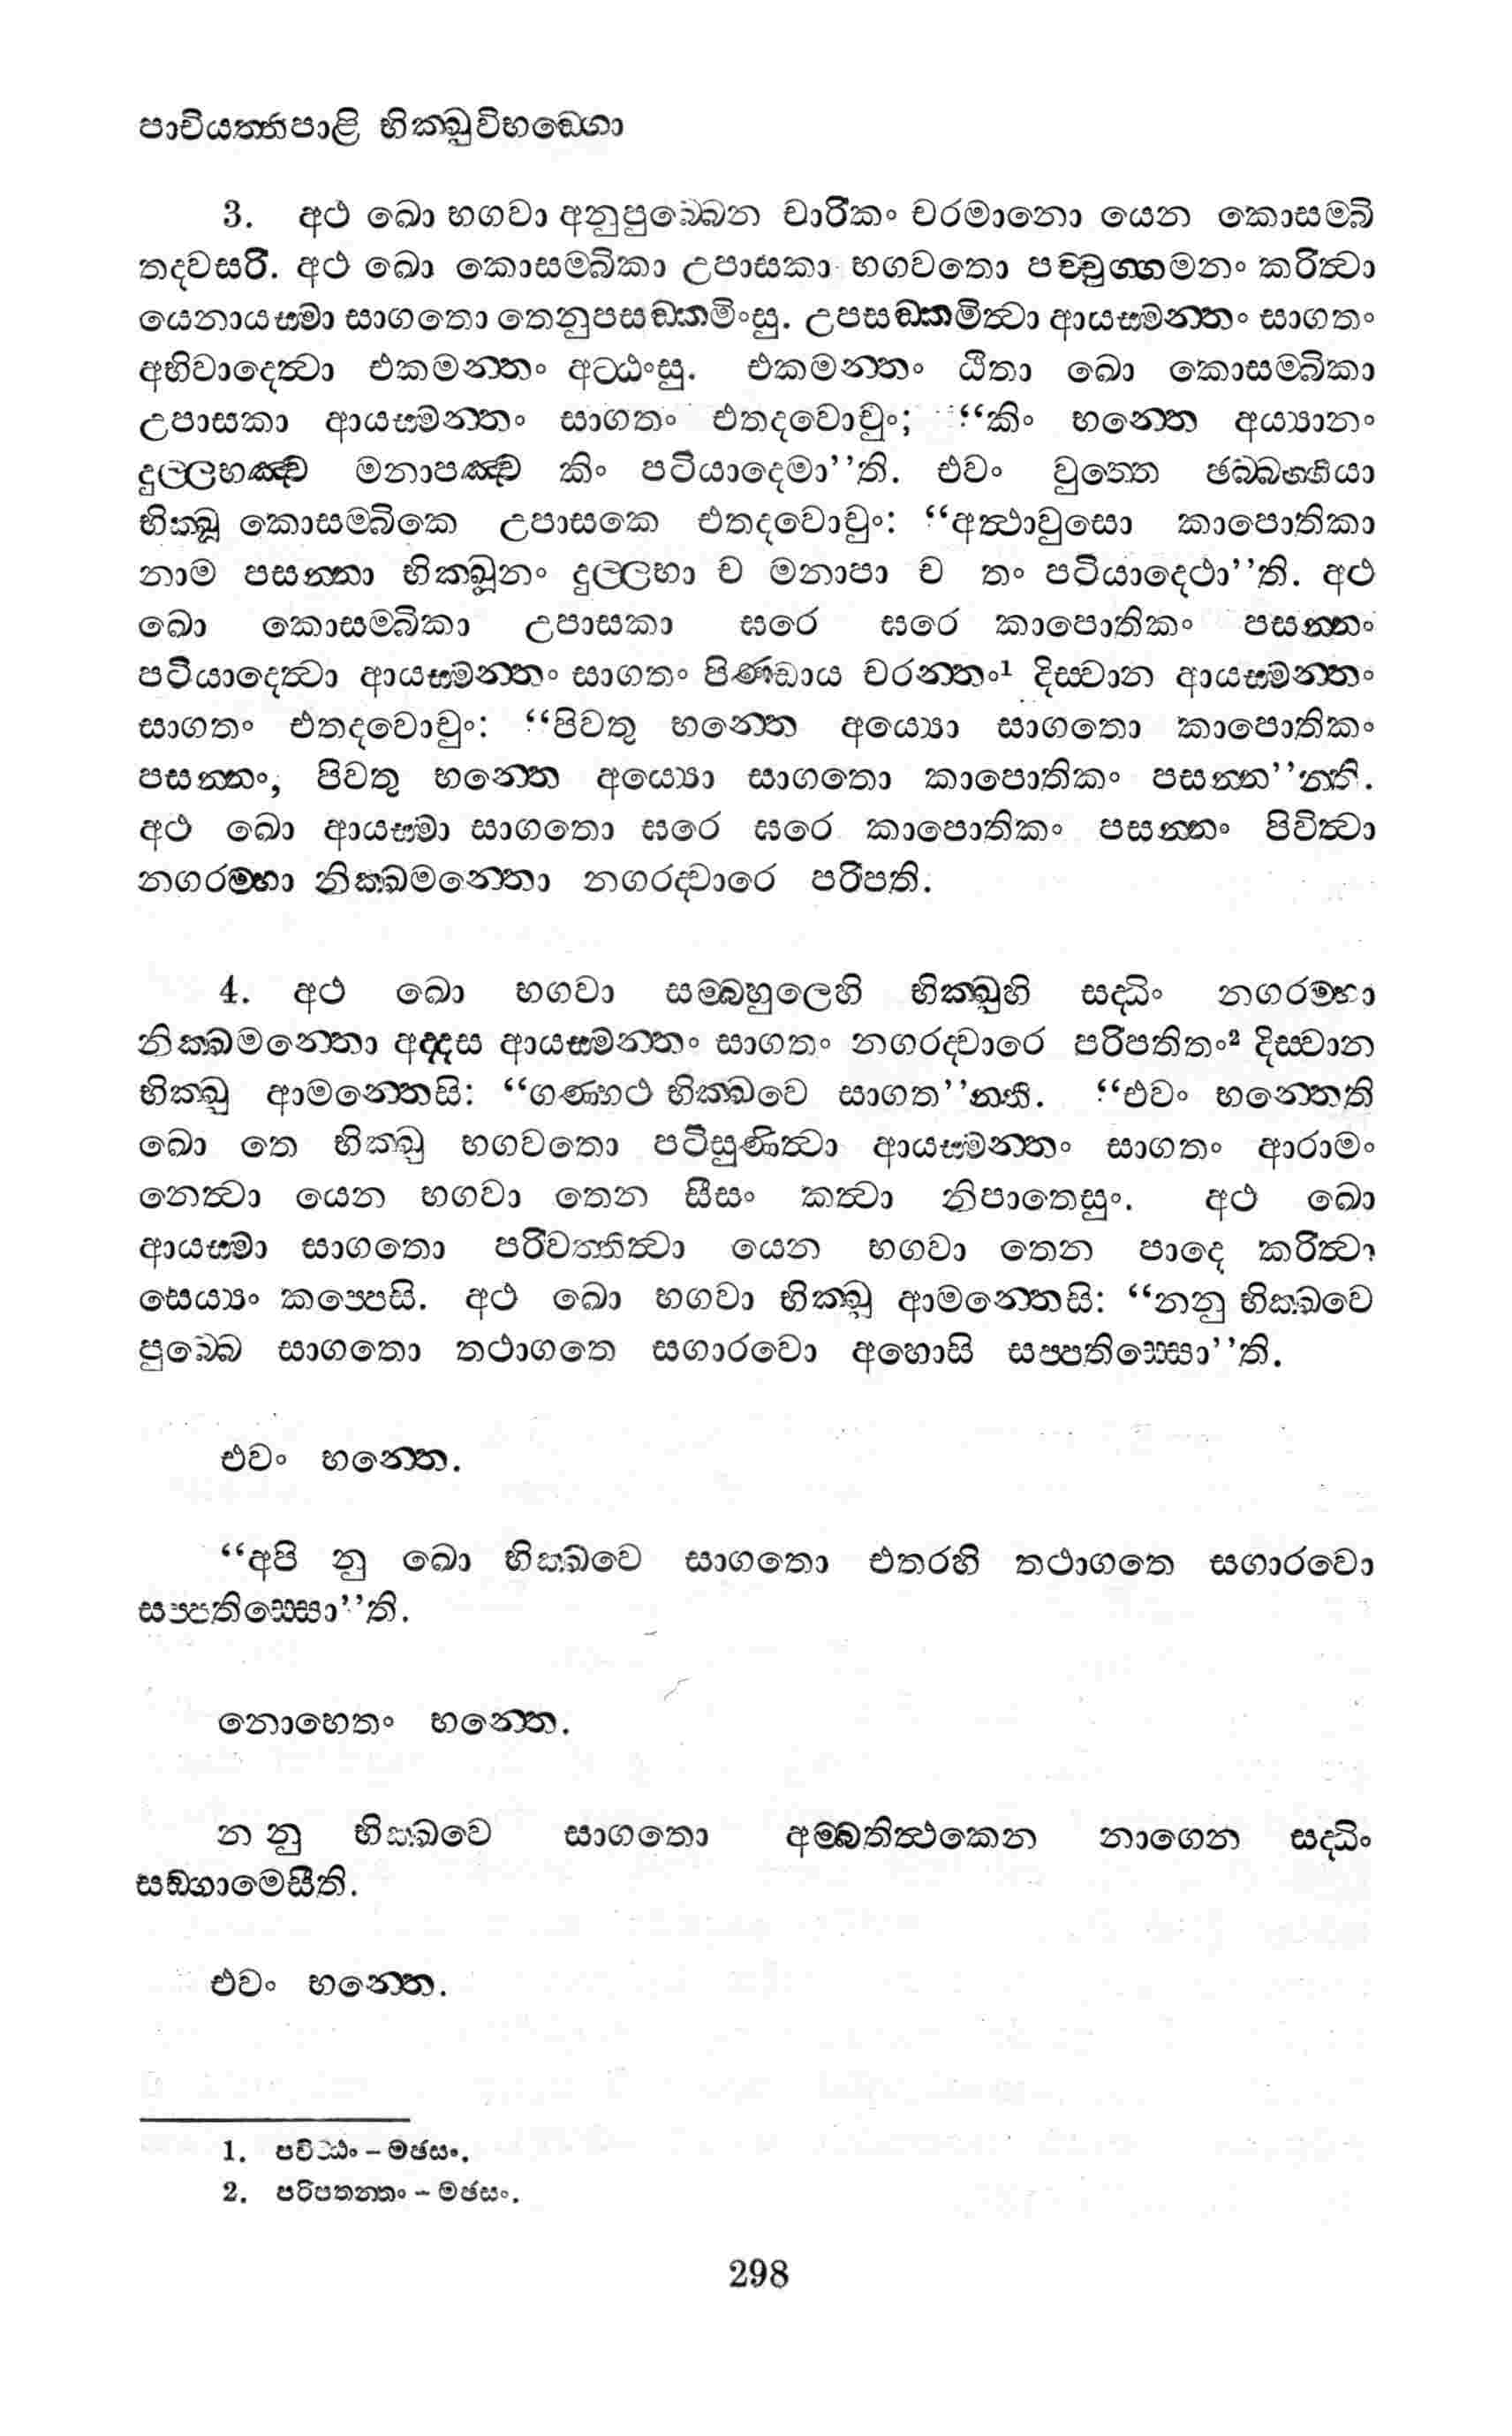 පාචියත්තපාළි භික්ඛුවිභඞ්ගො
3. අථ ඛො භගවා අනුපුබ්බෙන චාරිකං චරමානො යෙන කොසම්බි
තදවසරි. අථ ඛො කොසම්බිකා උපාසකා භගවතො පච්චුග්ගමනං කරිත්වා
යෙනායස්මා සාගතො තෙනුපසඞ්කමිංසු. උපසඞ්කමිත්වා ආයස්මන්තං සාගතං
අභිවාදෙත්වා එකමන්තං අට්ඨංසු. එකමන්තං ඨිතා ඛො කොසම්බිකා
උපාසකා ආයස්මන්තං සාගතං එතදවොචුං; “කිං භන්තෙ අය්‍යානං
දුල්ලභඤ්ච මනාපඤ්ච කිං පටියාදෙමා’’ති. එවං වුත්තෙ ඡබ්බග්ගියා
භික්ඛූ කොසම්බිකෙ උපාසකෙ එතදවොචුං: “අත්ථාවුසො කාපොතිකා
නාම පසන්නා භික්ඛූනං දුල්ලභා ච මනාපා ච තං පටියාදෙථා’’ති. අථ
ඛො කොසම්බිකා උපාසකා ඝරෙ ඝරෙ කාපොතිකං පසන්නං
පටියාදෙත්වා ආයස්මන්තං සාගතං පිණ්ඩාය චරන්තං¹ දිස්වාන ආයස්මන්තං
සාගතං එතදවොචුං: “පිවතු භන්තෙ අය්‍යො සාගතො කාපොතිකං
පසන්නං, පිවතු භන්තෙ අය්‍යො සාගතො කාපොතිකං පසන්න’’න්ති.
අථ ඛො ආයස්මා සාගතො ඝරෙ ඝරෙ කාපොතිකං පසන්නං පිවිත්වා
නගරම්හා නික්ඛමන්තො නගරද්වාරෙ පරිපති.
4. අථ ඛො භගවා සම්බහුලෙහි භික්ඛුහි සද්ධිං නගරම්හා
නික්ඛමන්තො අද්දස ආයස්මන්තං සාගතං නගරද්වාරෙ පරිපතිතං² දිස්වාන
භික්ඛු ආමන්තෙසි: “ගණ්හථ භික්ඛවෙ සාගත’’න්ති. “එවං භන්තෙති
ඛො තෙ භික්ඛු භගවතො පටිසුණිත්වා ආයස්මන්තං සාගතං ආරාමං
නෙත්වා යෙන භගවා තෙන සීසං කත්වා නිපාතෙසුං. අථ ඛො
ආයස්මා සාගතො පරිවත්තිත්වා යෙන භගවා තෙන පාදෙ කරිත්වා
සෙය්‍යං කප්පෙසි. අථ ඛො භගවා භික්ඛූ ආමන්තෙසි: “නනු භික්ඛවෙ
පුබ්බෙ සාගතො තථාගතෙ සගාරවො අහොසි සප්පතිස්සො’’ති.
එවං භන්තෙ.
“අපි නු ඛො භික්ඛවෙ සාගතො එතරහි තථාගතෙ සගාරවො
සප්පතිස්සො’’ති.
නොහෙතං භන්තෙ.
න නු භික්ඛවෙ සාගතො අම්බතිත්ථකෙන නාගෙන සද්ධිං
සඞ්ගාමෙසීති.
එවං භන්තෙ.
1. පවිට්ඨං – මඡසං.
2. පරිපතන්තං – මඡසං.
298